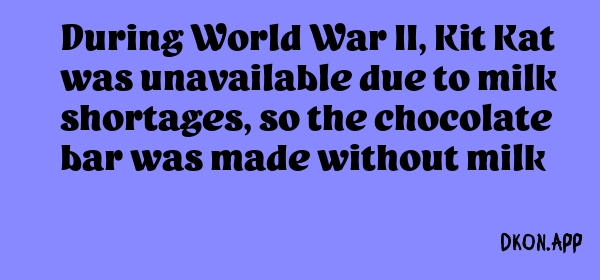 During World War II, Kit Kat
was unavailable due to milk
shortages, so the chocolate
bar was made without milk
DKON.APP